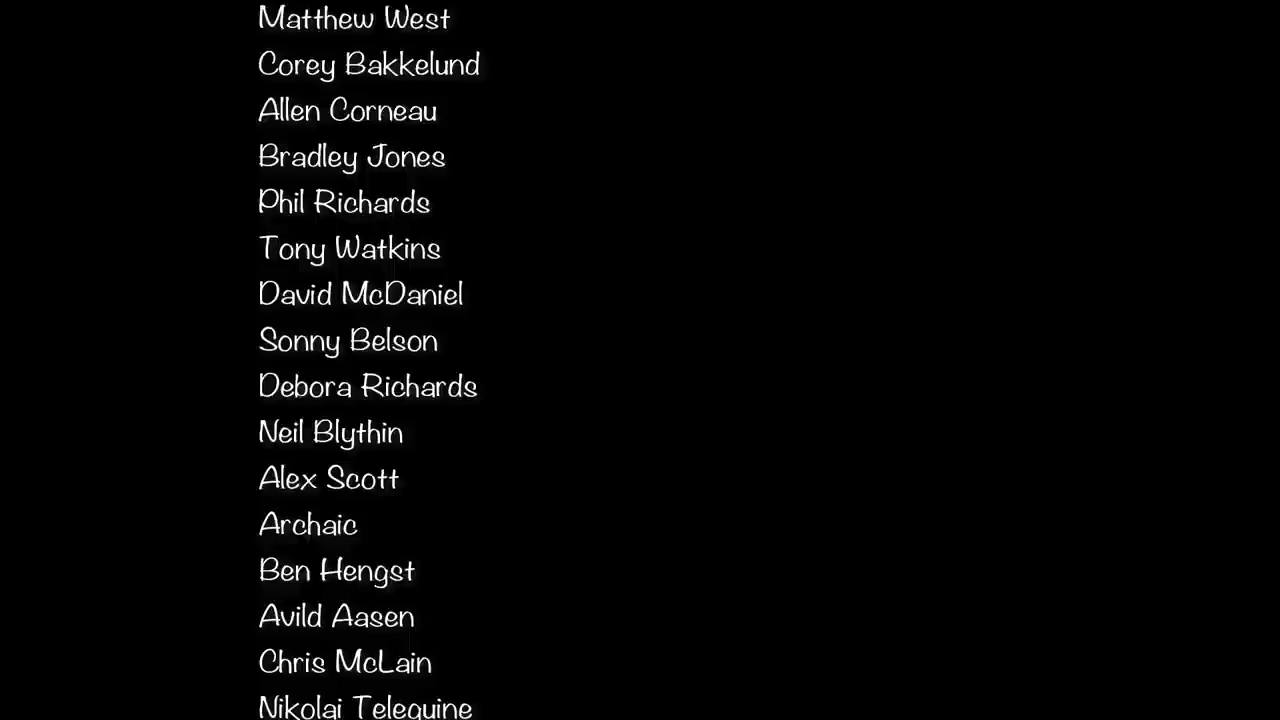 Matthew West
Corey Bakkelund
Allen Corneau
Bradley Jones
Phil Richards
Tony Watkins
David McDaniel
Sonny Belson
Debora Richards
Neil Blythin
Alex Scott
Archaic
Ben Hengst
Avild Aasen
Chris McLain
Nikolai Teleguine